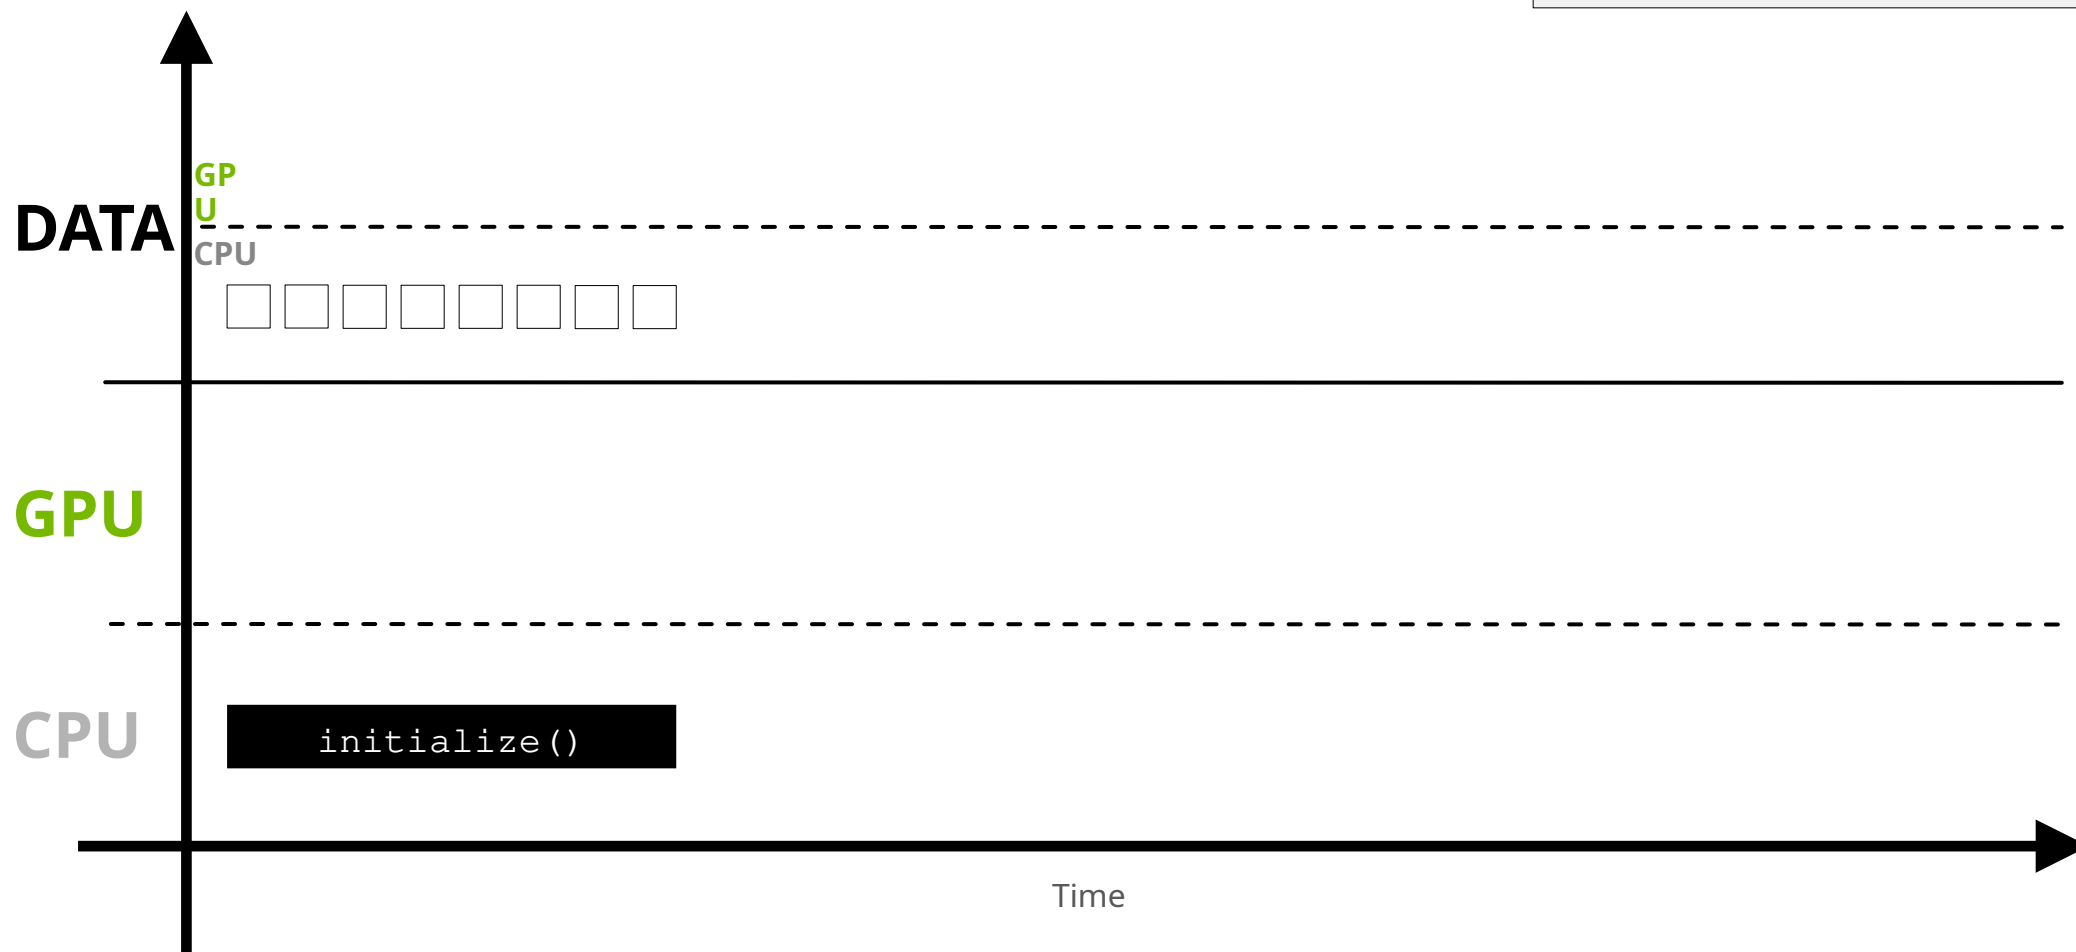 GP
U
DATA
CPU
GPU
CPU
initialize()
Time